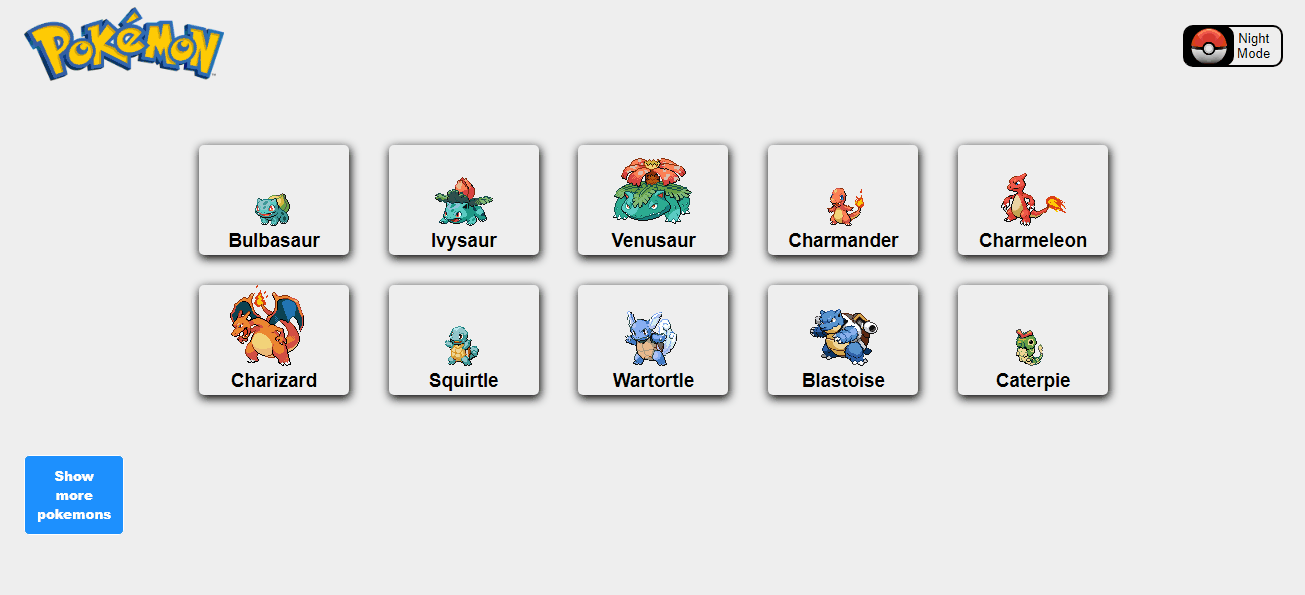 POKéMON
Night
Mode
Bulbasaur
Ivysaur
Venusaur
Charmander
Charmeleon
Charizard
Squirtle
Wartortle
Blastoise
Caterpie
Show
more
pokemons